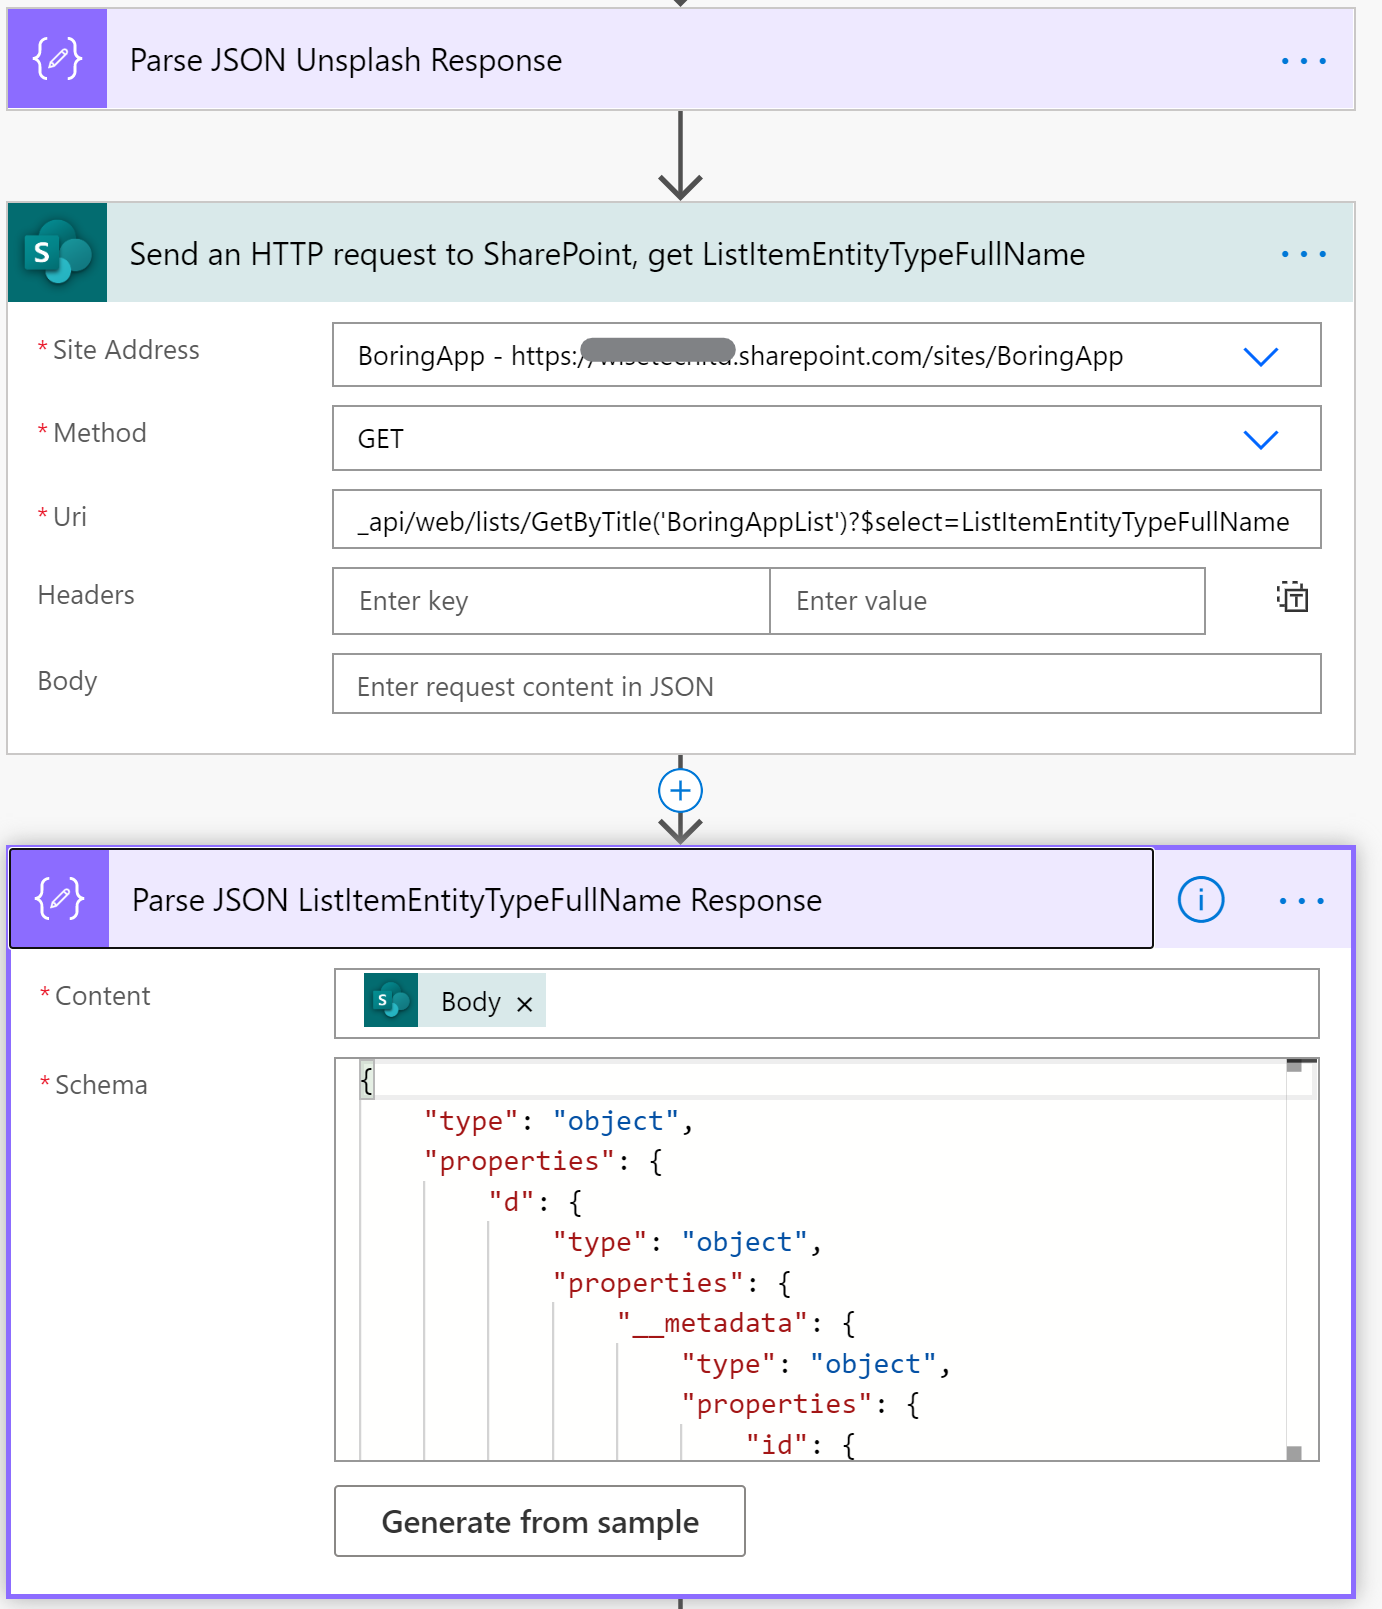 Parse JSON Unsplash Response
S
Send an HTTP request to SharePoint, get ListItemEntityTypeFullName
* Site Address
BoringApp - https:// .sharepoint.com/sites/BoringApp
* Method
GET
* Uri
_api/web/lists/GetByTitle('BoringAppList')?$select=ListItemEntityTypeFullName
Headers
Enter key
Enter value
T
Body
Enter request content in JSON
Parse JSON ListItemEntityTypeFullName Response
i
* Content
S
Body ×
* Schema
{
"type": "object",
"properties": {
"d": {
"type": "object",
"properties": {
"__metadata": {
"type": "object",
"properties": {
"id": {
Generate from sample